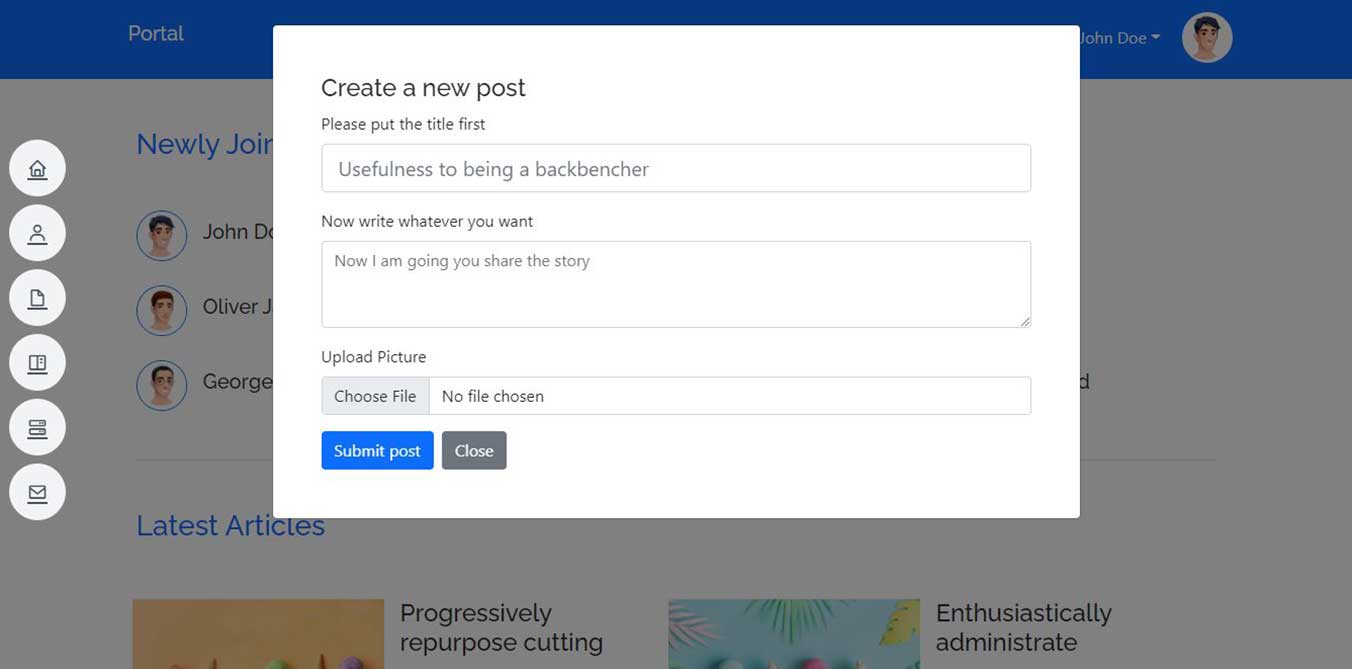 Portal
John Doe
Create a new post
Please put the title first
Usefulness to being a backbencher
Now write whatever you want
Now I am going you share the story
Upload Picture
Choose File No file chosen
Submit post Close
Newly Join
John Do
Oliver J
George
d
Latest Articles
Progressively
repurpose cutting
Enthusiastically
administrate